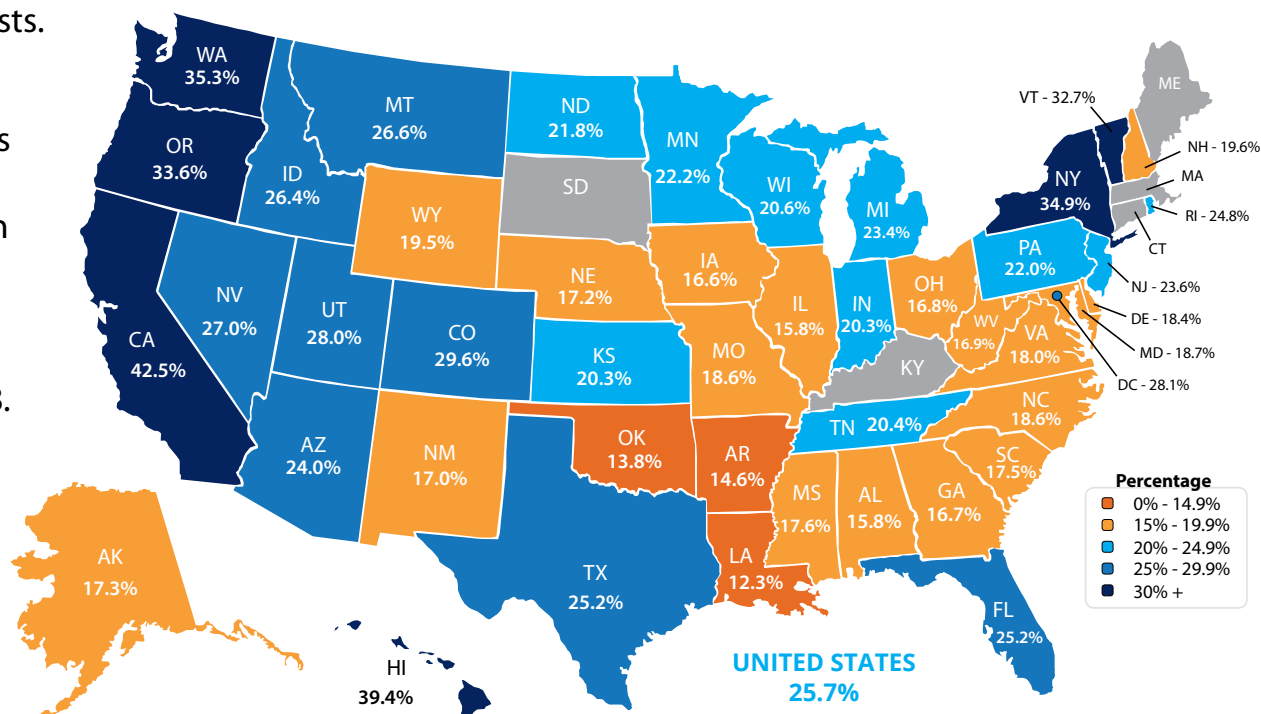 sts.
s
n
3.
WA
35.3%
OR
33.6%
CA
42.5%
ID
26.4%
NV
27.0%
MT
26.6%
WY
19.5%
UT
28.0%
AZ
24.0%
CO
29.6%
NM
17.0%
ND
21.8%
SD
NE
17.2%
KS
20.3%
OK
13.8%
TX
25.2%
MN
22.2%
IA
16.6%
MO
18.6%
AR
14.6%
LA
12.3%
WI
20.6%
IL
15.8%
MI
23.4%
IN
20.3%
OH
16.8%
KY
TN 20.4%
MS
17.6%
AL
15.8%
GA
16.7%
FL
25.2%
SC
17.5%
NC
18.6%
VA
18.0%
WV
16.9%
PA
22.0%
NY
34.9%
VT - 32.7%
ME
NH - 19.6%
MA
RI - 24.8%
CT
NJ - 23.6%
DE - 18.4%
MD - 18.7%
DC - 28.1%
AK
17.3%
HI
39.4%
UNITED STATES
25.7%
Percentage
0% - 14.9%
15% - 19.9%
20% - 24.9%
25% - 29.9%
30% +